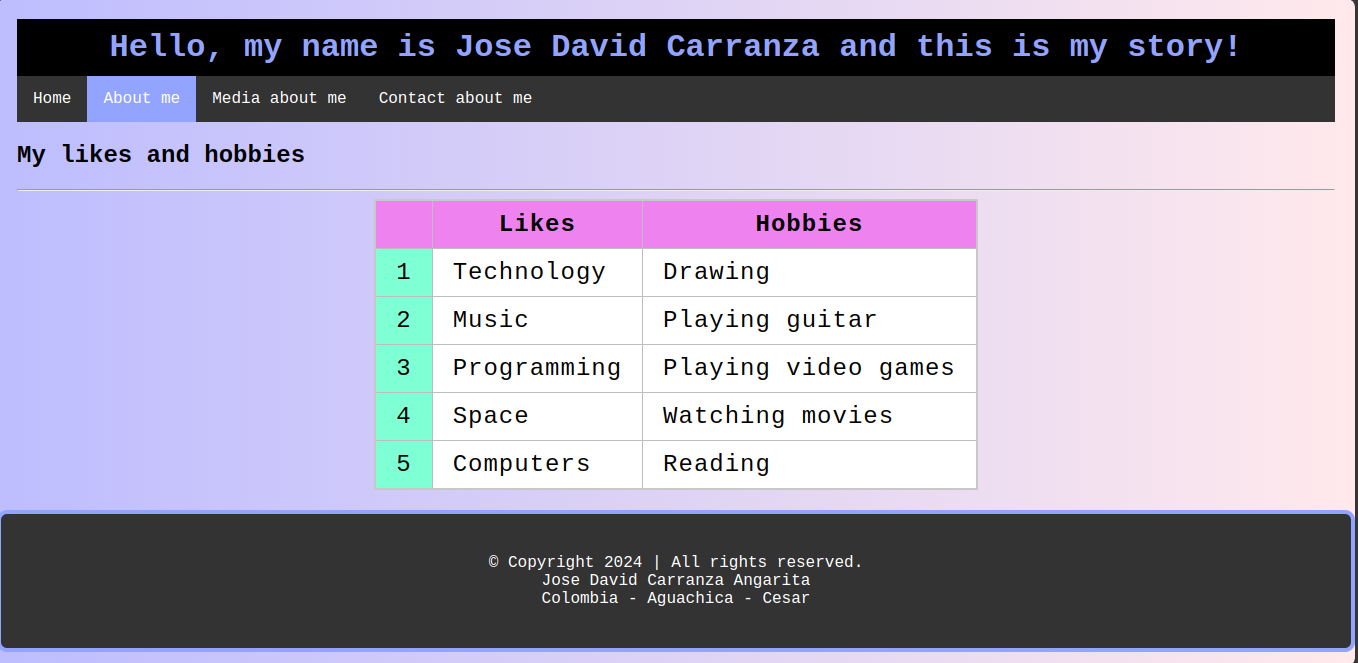 Hello, my name is Jose David Carranza and this is my story!
Home About me Media about me Contact about me
My likes and hobbies
Likes Hobbies
1 Technology Drawing
2 Music Playing guitar
3 Programming Playing video games
4 Space Watching movies
5 Computers Reading
© Copyright 2024 | All rights reserved.
Jose David Carranza Angarita
Colombia - Aguachica - Cesar